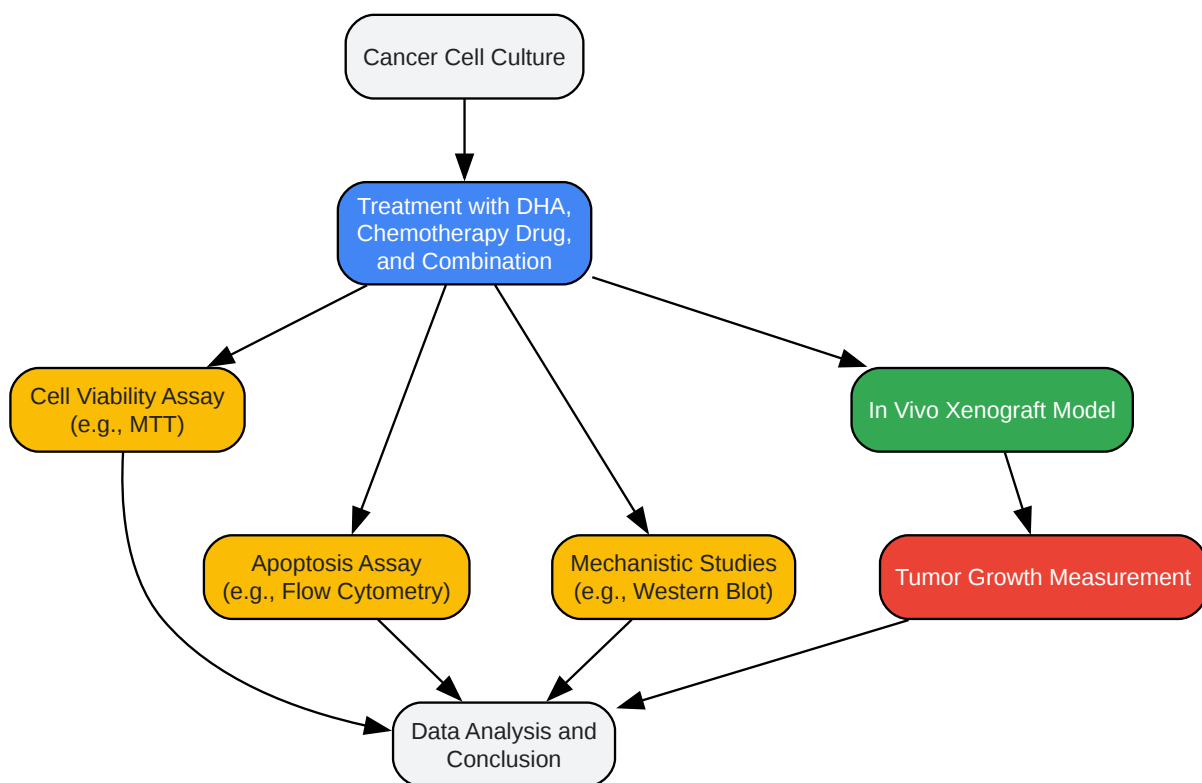 Cancer Cell Culture
Treatment with DHA,
Chemotherapy Drug,
and Combination
Cell Viability Assay
(e.g., MTT)
In Vivo Xenograft Model
Apoptosis Assay
(e.g., Flow Cytometry)
Mechanistic Studies
(e.g., Western Blot)
Tumor Growth Measurement
Data Analysis and
Conclusion